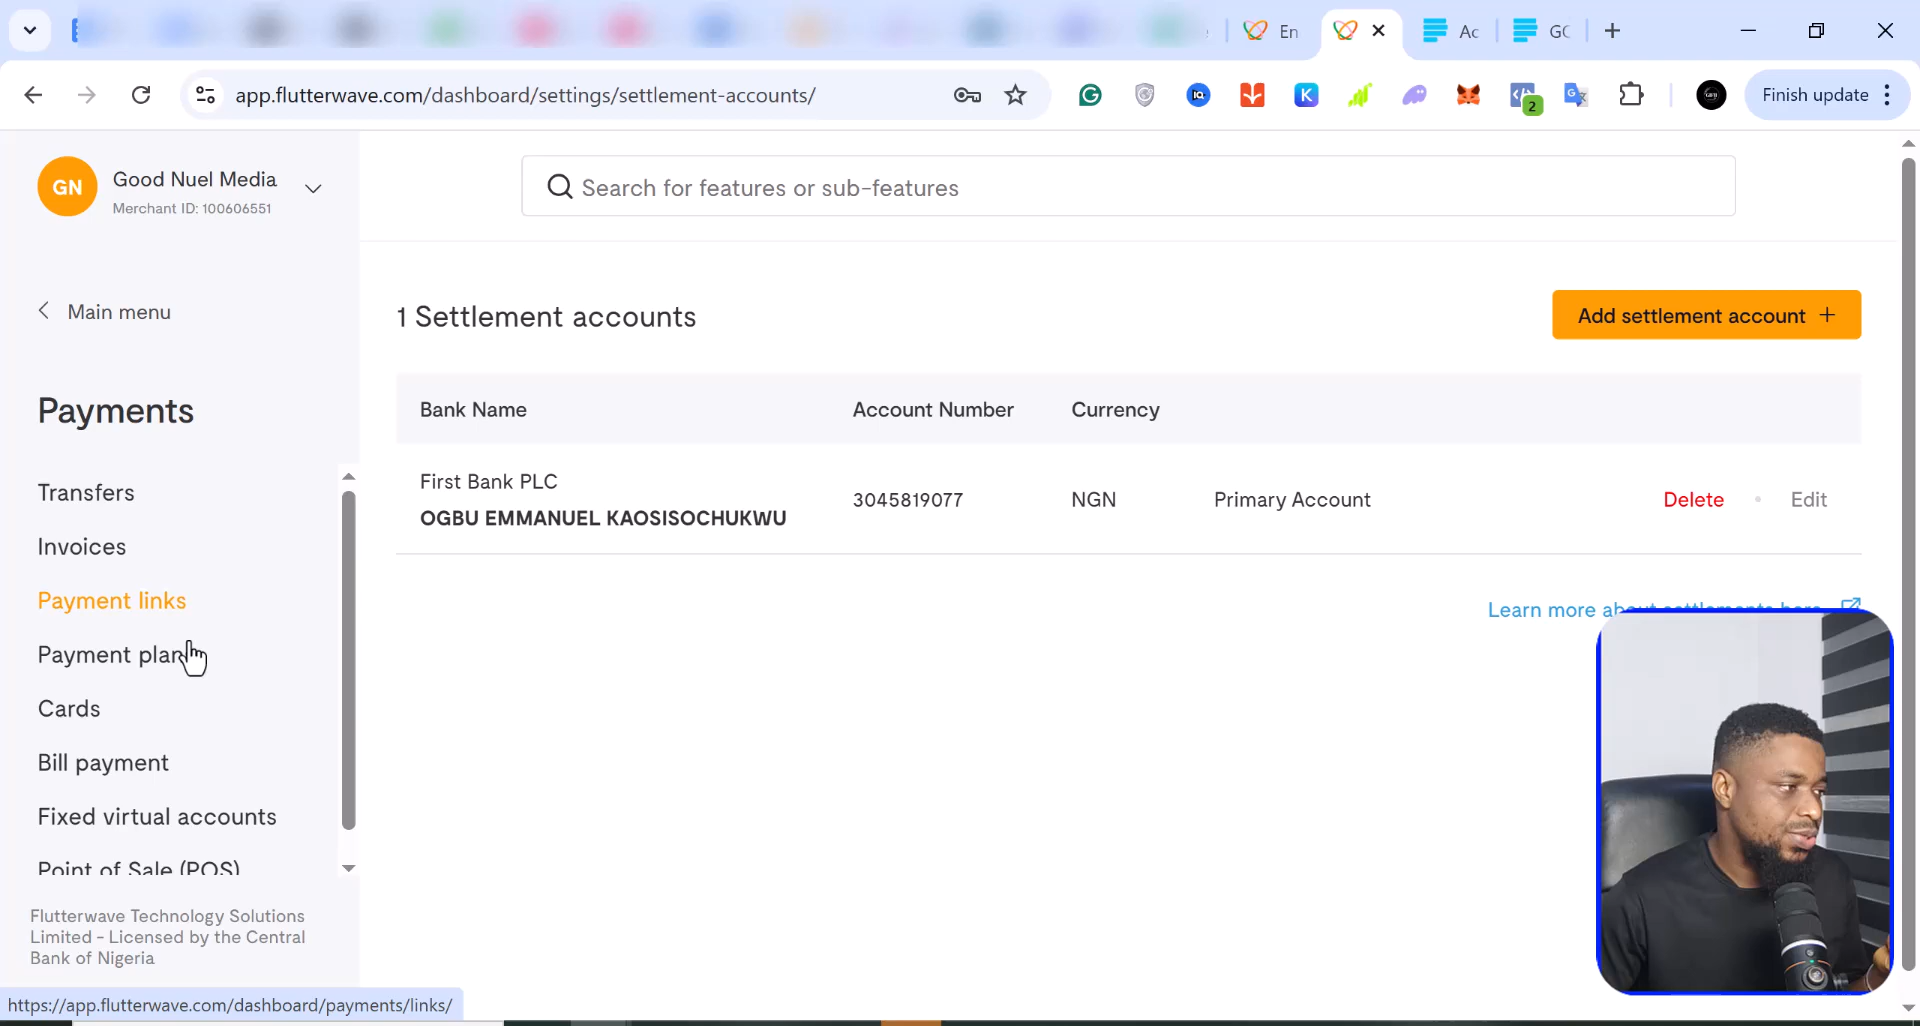 En
Ac
GC
app.flutterwave.com/dashboard/settings/settlement-accounts/
2
Finish update
GN
Good Nuel Media
Merchant ID: 100606551
Search for features or sub-features
Main menu
1 Settlement accounts
Add settlement account +
Payments
Bank Name
Account Number
Currency
Transfers
First Bank PLC
OGBU EMMANUEL KAOSISOCHUKWU
3045819077
NGN
Primary Account
Delete
Edit
Invoices
Payment links
Learn more about settlements here
Payment plan
Cards
Bill payment
Fixed virtual accounts
Point of Sale (POS)
Flutterwave Technology Solutions
Limited - Licensed by the Central
Bank of Nigeria
https://app.flutterwave.com/dashboard/payments/links/